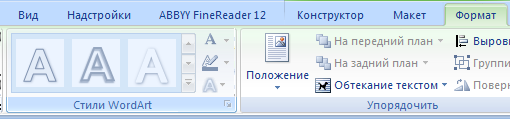 Вид Надстройки ABBYY FineReader 12 Конструктор Макет Формат
На передний план
На задний план
Обтекание текстом
Положение
Стили WordArt
Упорядочить